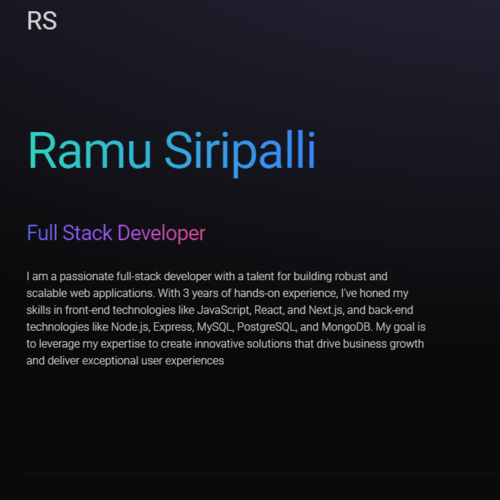 RS
Ramu Siripalli
Full Stack Developer
I am a passionate full-stack developer with a talent for building robust and
scalable web applications. With 3 years of hands-on experience, I've honed my
skills in front-end technologies like JavaScript, React, and Next.js, and back-end
technologies like Node.js, Express, MySQL, PostgreSQL, and MongoDB. My goal is
to leverage my expertise to create innovative solutions that drive business growth
and deliver exceptional user experiences